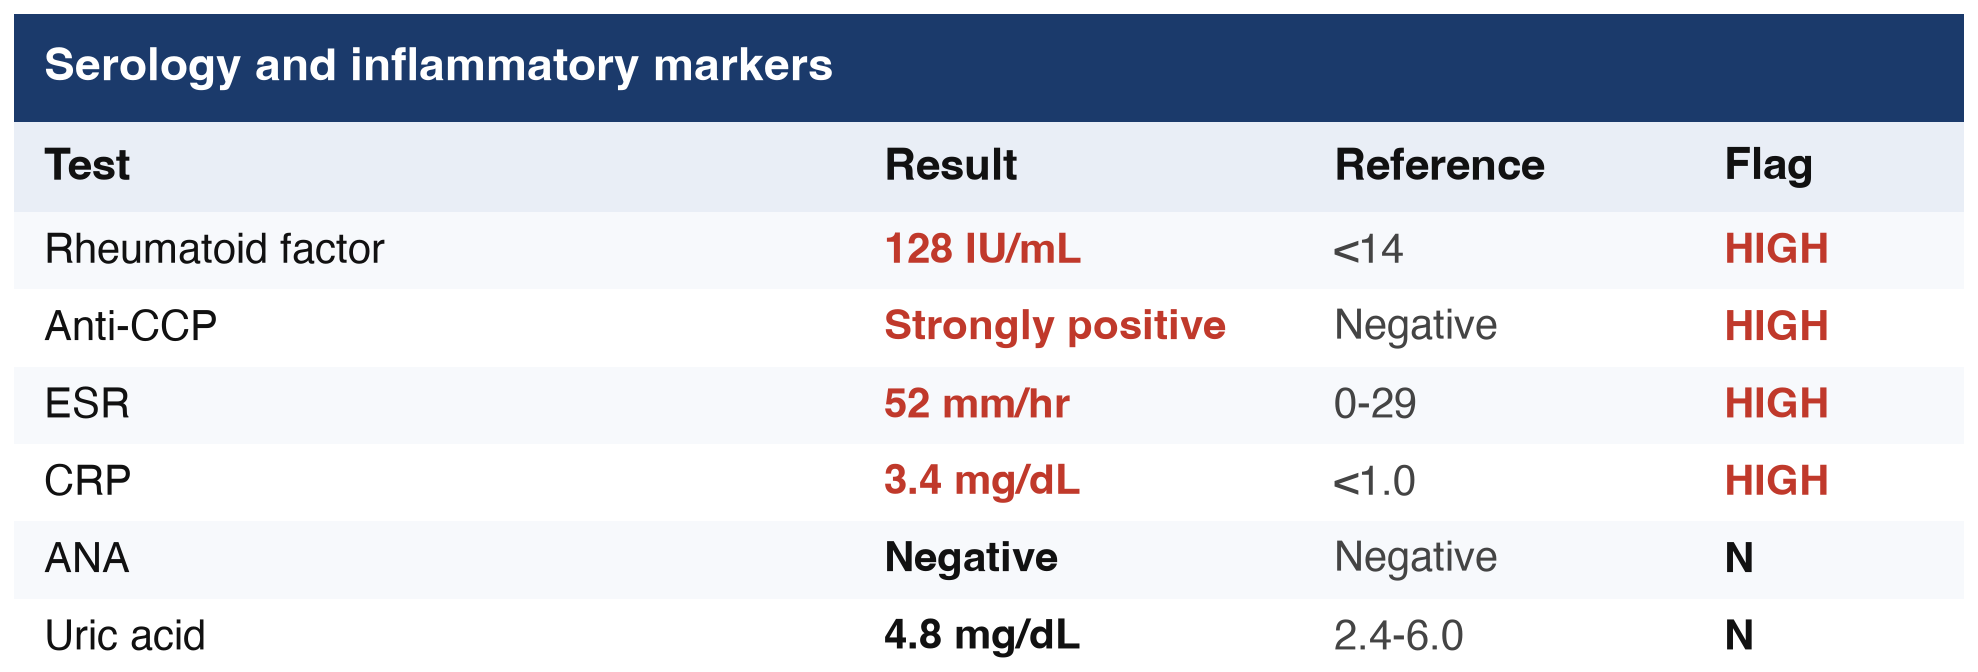 Serology and inflammatory markers
Test Result Reference Flag
Rheumatoid factor 128 IU/mL <14 HIGH
Anti-CCP Strongly positive Negative HIGH
ESR 52 mm/hr 0-29 HIGH
CRP 3.4 mg/dL <1.0 HIGH
ANA Negative Negative N
Uric acid 4.8 mg/dL 2.4-6.0 N